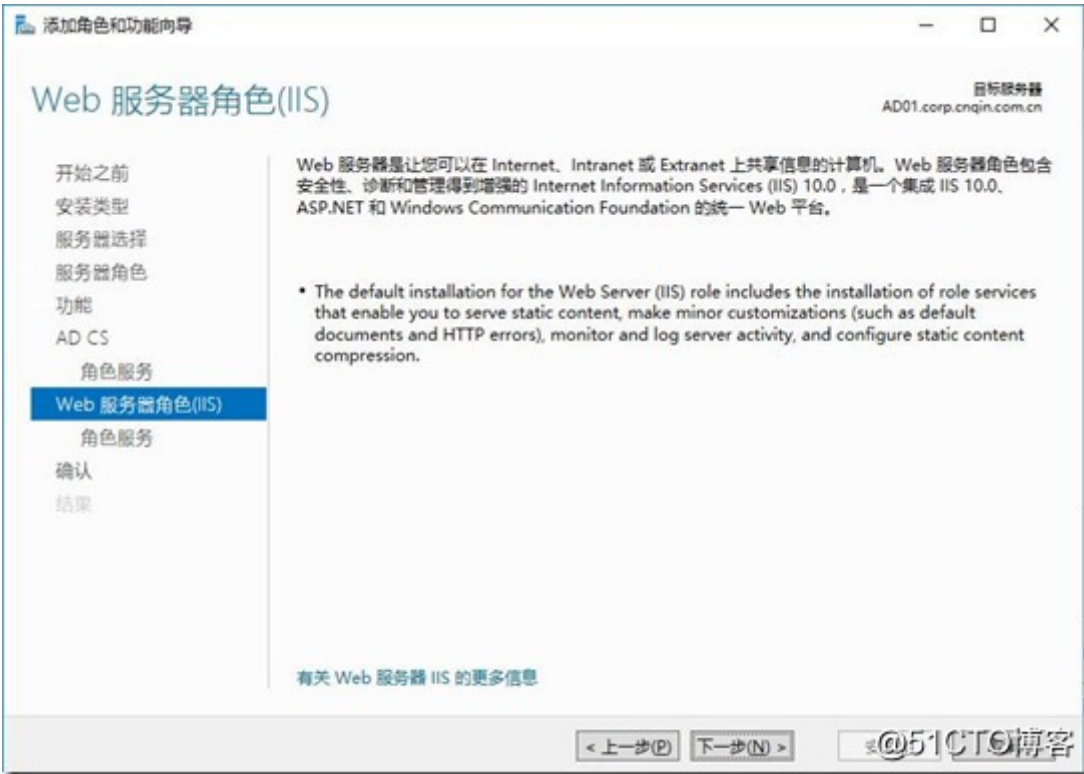 添加角色和功能向导
Web 服务器角色(IIS)
目标服务器
AD01.corp.cnqin.com.cn
开始之前
安装类型
服务器选择
服务器角色
功能
AD CS
角色服务
Web 服务器角色(IIS)
角色服务
确认
结果
Web 服务器是让您可以在 Internet、Intranet 或 Extranet 上共享信息的计算机。Web 服务器角色包含
安全性、诊断和管理得到增强的 Internet Information Services (IIS) 10.0，是一个集成 IIS 10.0、
ASP.NET 和 Windows Communication Foundation 的统一 Web 平台。
• The default installation for the Web Server (IIS) role includes the installation of role services
that enable you to serve static content, make minor customizations (such as default
documents and HTTP errors), monitor and log server activity, and configure static content
compression.
有关 Web 服务器 IIS 的更多信息
< 上一步(P)
下一步(N) >
@51CTO博客